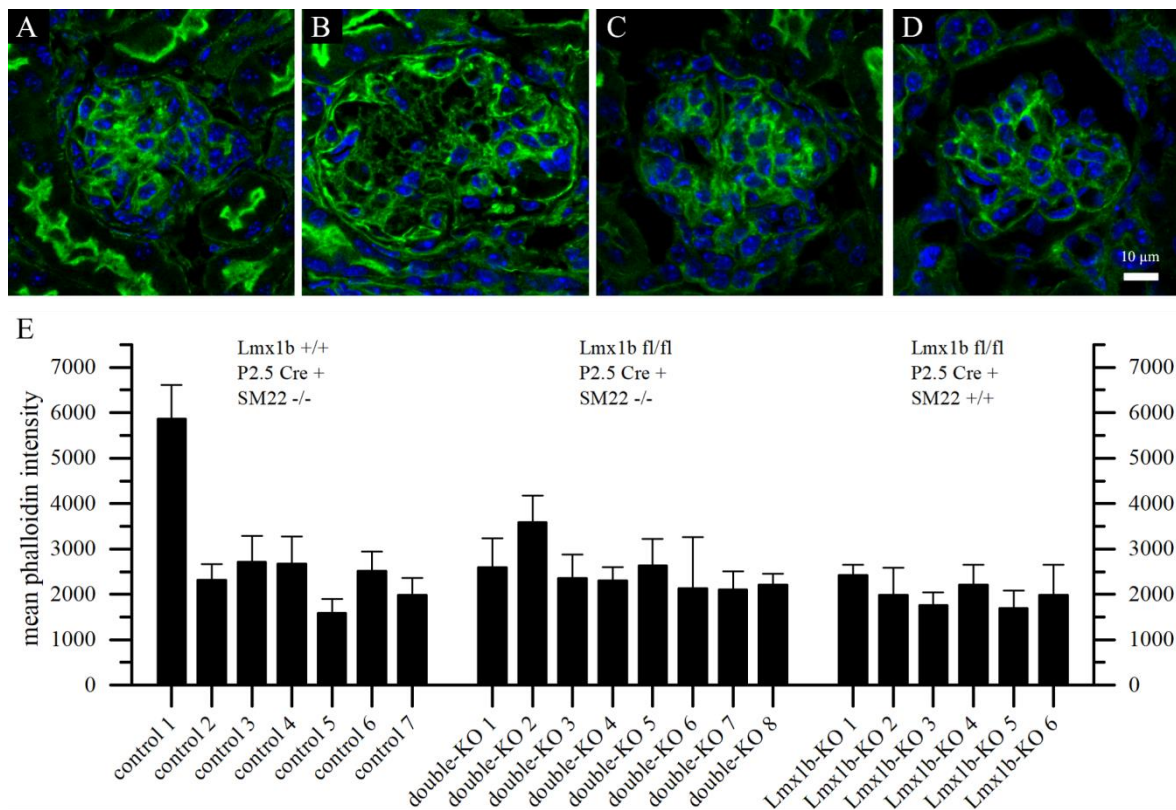 A
B
C
D
10 µm
E
Lmx1b +/+
P2.5 Cre +
SM22 -/-
Lmx1b fl/fl
P2.5 Cre +
SM22 -/-
Lmx1b fl/fl
P2.5 Cre +
SM22 +/+
mean phalloidin intensity
7000
6000
5000
4000
3000
2000
1000
0
7000
6000
5000
4000
3000
2000
1000
0
control 1
control 2
control 3
control 4
control 5
control 6
control 7
double-KO 1
double-KO 2
double-KO 3
double-KO 4
double-KO 5
double-KO 6
double-KO 7
double-KO 8
Lmx1b-KO 1
Lmx1b-KO 2
Lmx1b-KO 3
Lmx1b-KO 4
Lmx1b-KO 5
Lmx1b-KO 6